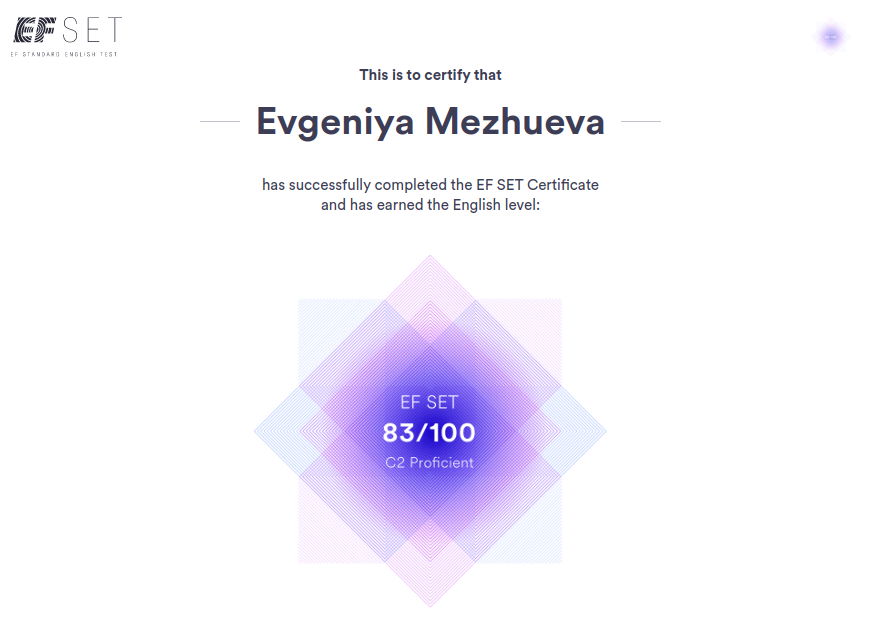 EF SET
EF STANDARD ENGLISH TEST
This is to certify that
Evgeniya Mezhueva
has successfully completed the EF SET Certificate
and has earned the English level:
EF SET
83/100
C2 Proficient